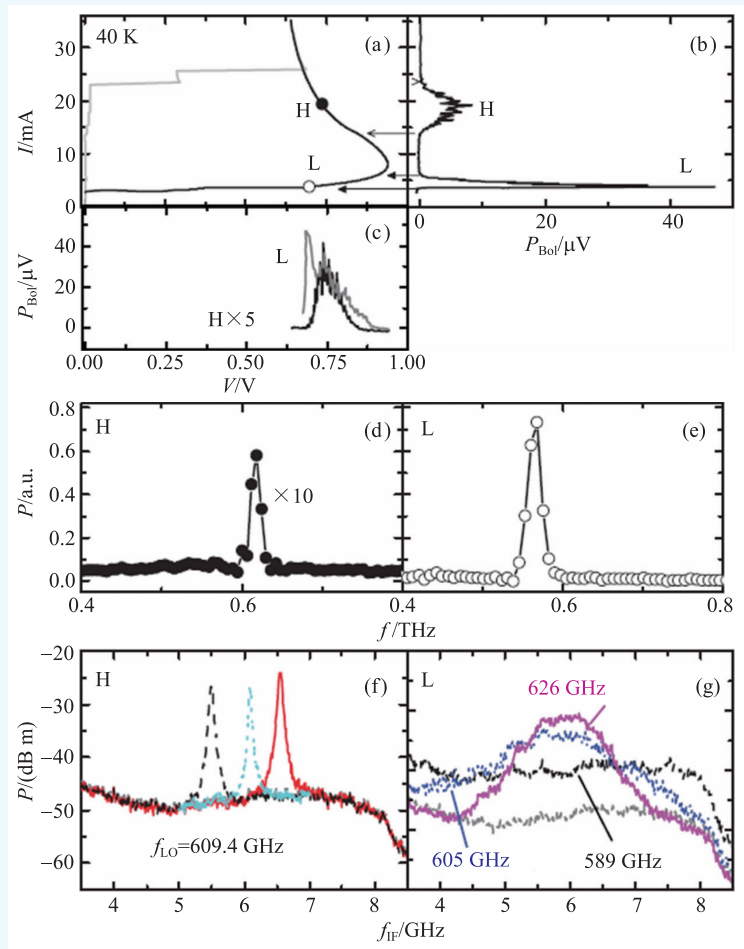 40 K
(a)
(b)
I/mA
30
20
10
0
H
L
H
L
0
20
40
P_Bol/μV
(c)
P_Bol/μV
40
20
0
L
H×5
0.00
0.25
0.50
0.75
1.00
V/V
H
(d)
L
(e)
P/a.u.
0.8
0.6
0.4
0.2
0.0
×10
0.4
0.6
0.4
0.6
0.8
f/THz
H
(f)
L
(g)
P/(dB m)
−20
−30
−40
−50
−60
626 GHz
f_LO=609.4 GHz
605 GHz
589 GHz
4
5
6
7
8
4
5
6
7
8
f_IF/GHz